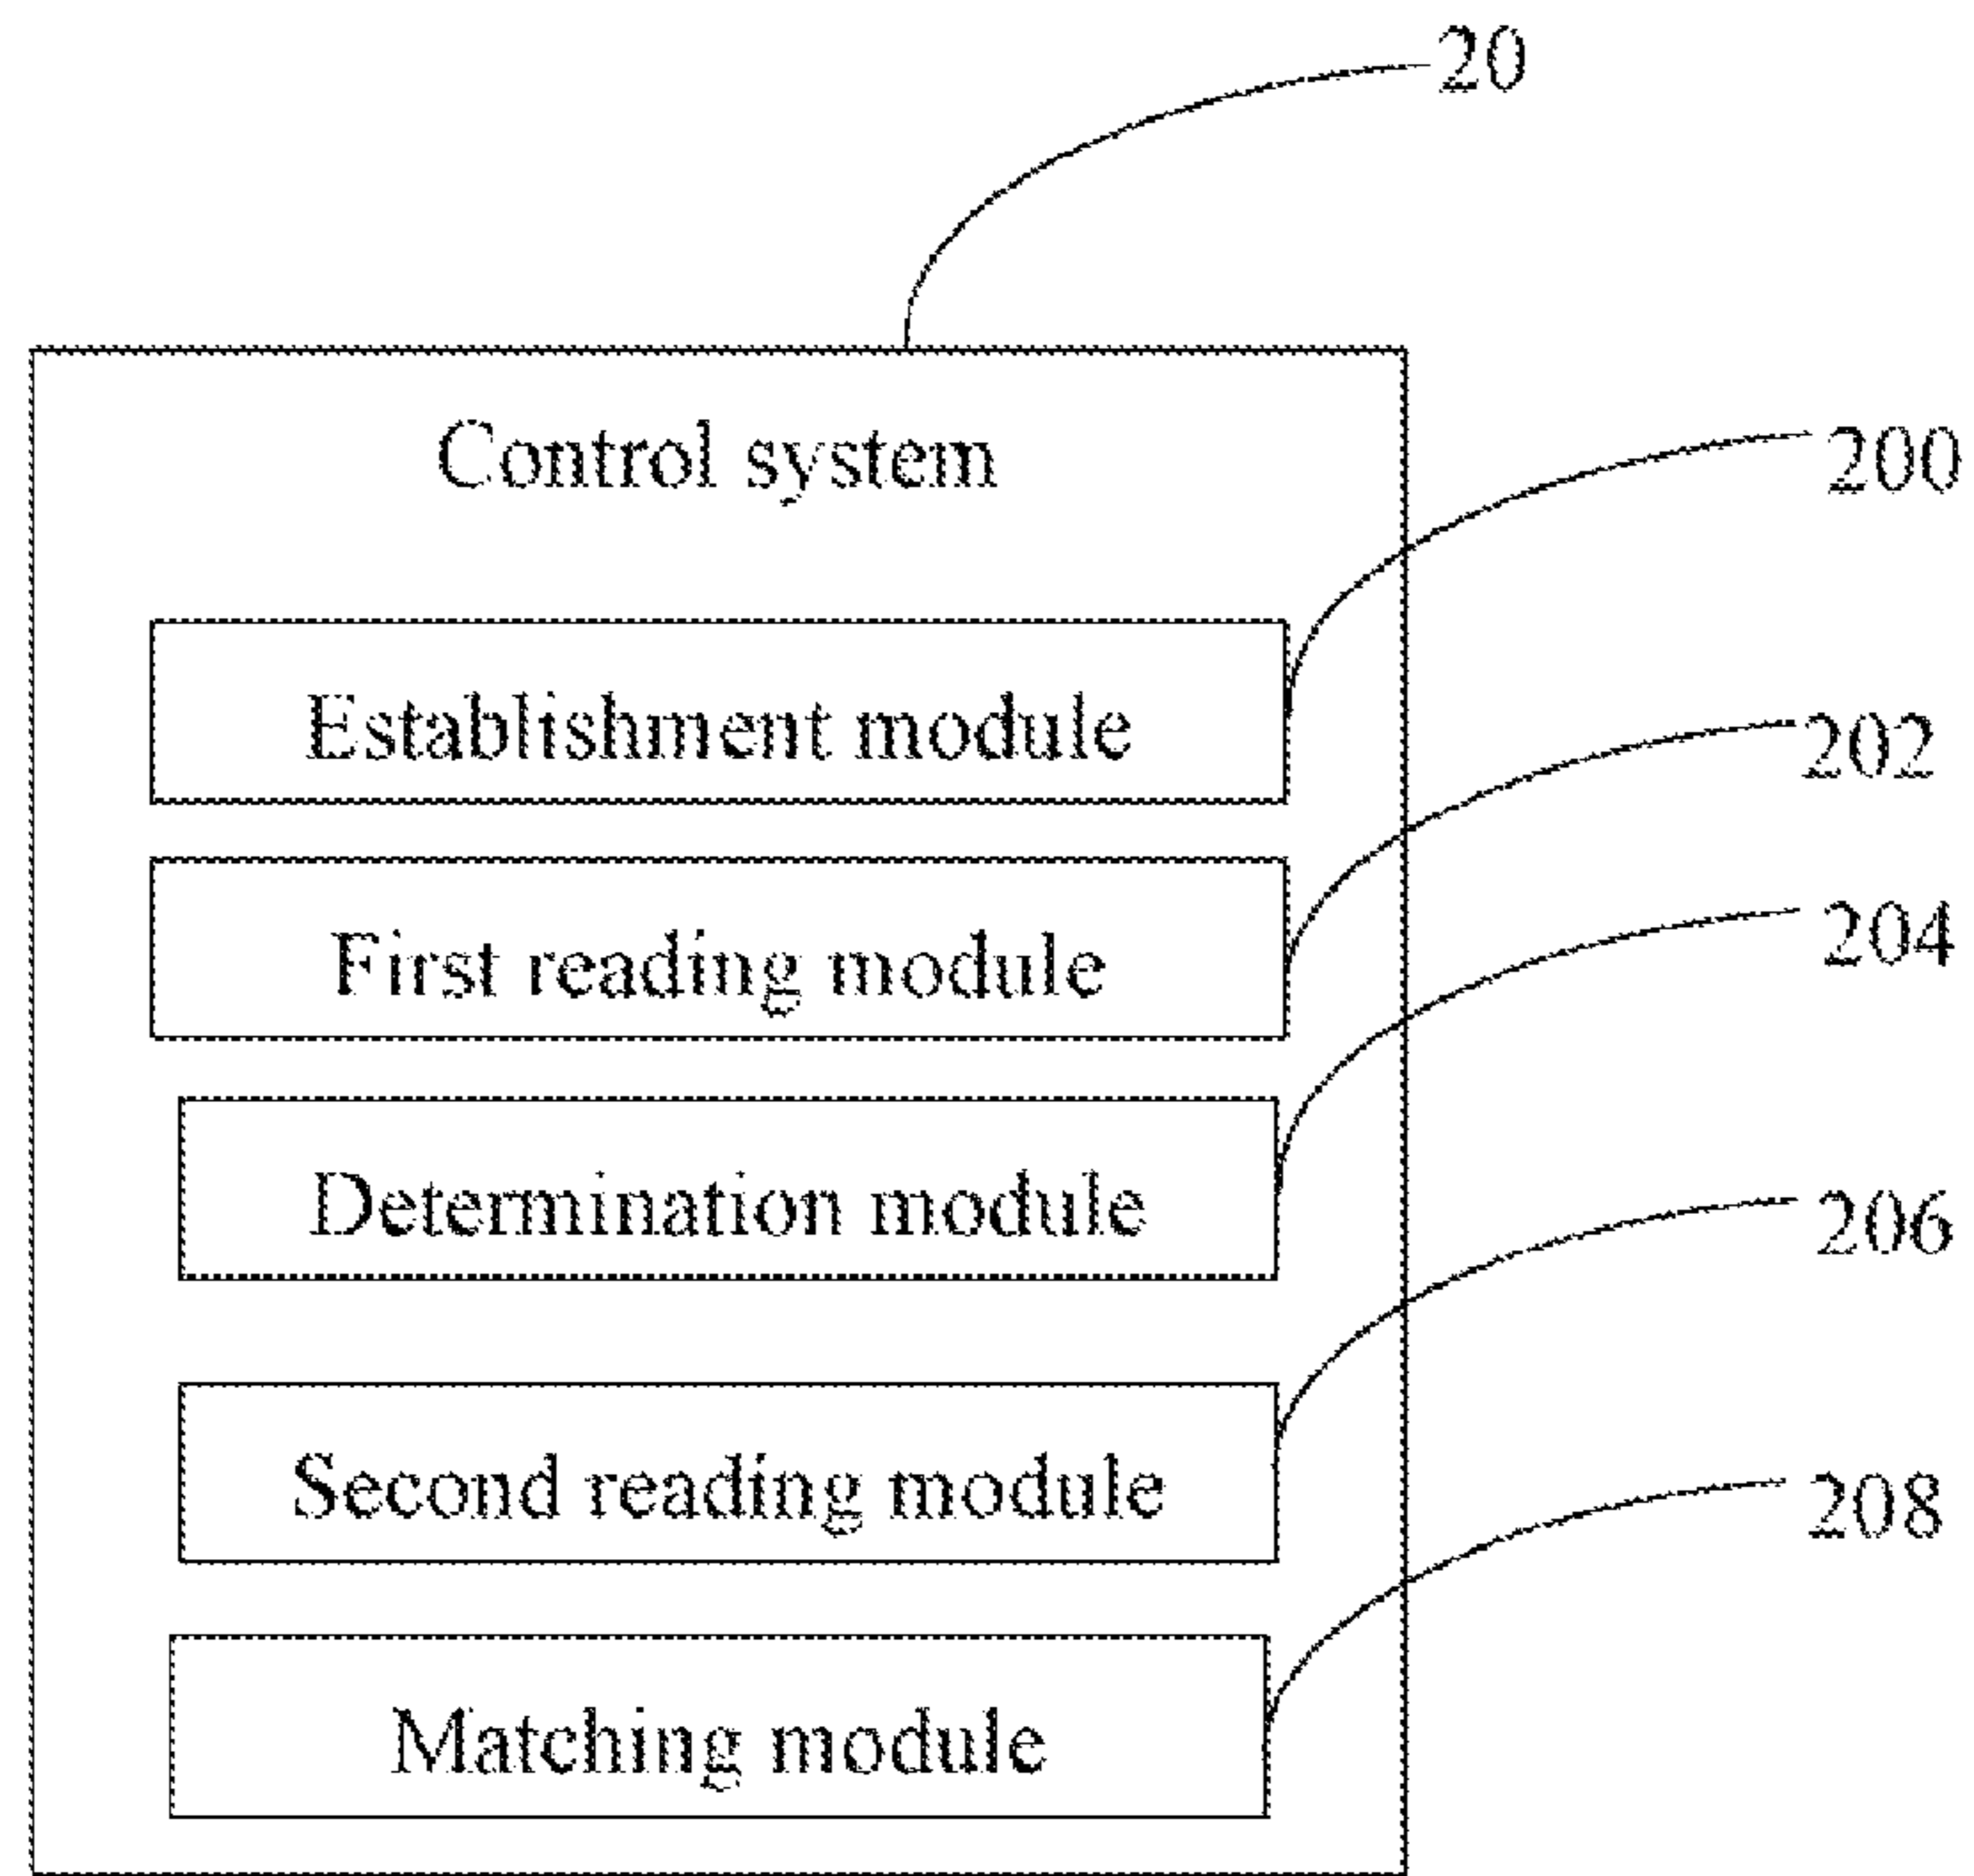 20
Control system
200
Establishment module
202
First reading module
204
Determination module
206
Second reading module
208
Matching module